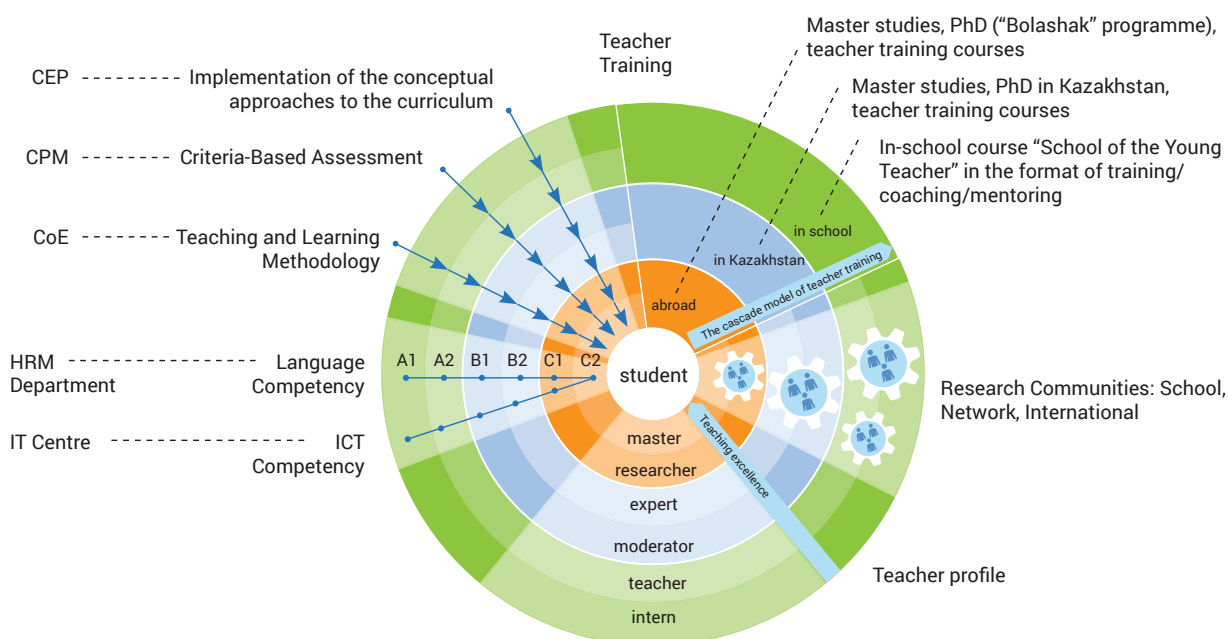 Master studies, PhD (“Bolashak” programme),
teacher training courses
Teacher
Training
CEP
Implementation of the conceptual
approaches to the curriculum
Master studies, PhD in Kazakhstan,
teacher training courses
CPM
Criteria-Based Assessment
In-school course “School of the Young
Teacher” in the format of training/
coaching/mentoring
CoE
Teaching and Learning
Methodology
in school
in Kazakhstan
abroad
The cascade model of teacher training
HRM
Department
Language
Competency
A1
A2
B1
B2
C1
C2
student
Research Communities: School,
Network, International
IT Centre
ICT
Competency
Teaching excellence
master
researcher
expert
moderator
teacher
intern
Teacher profile